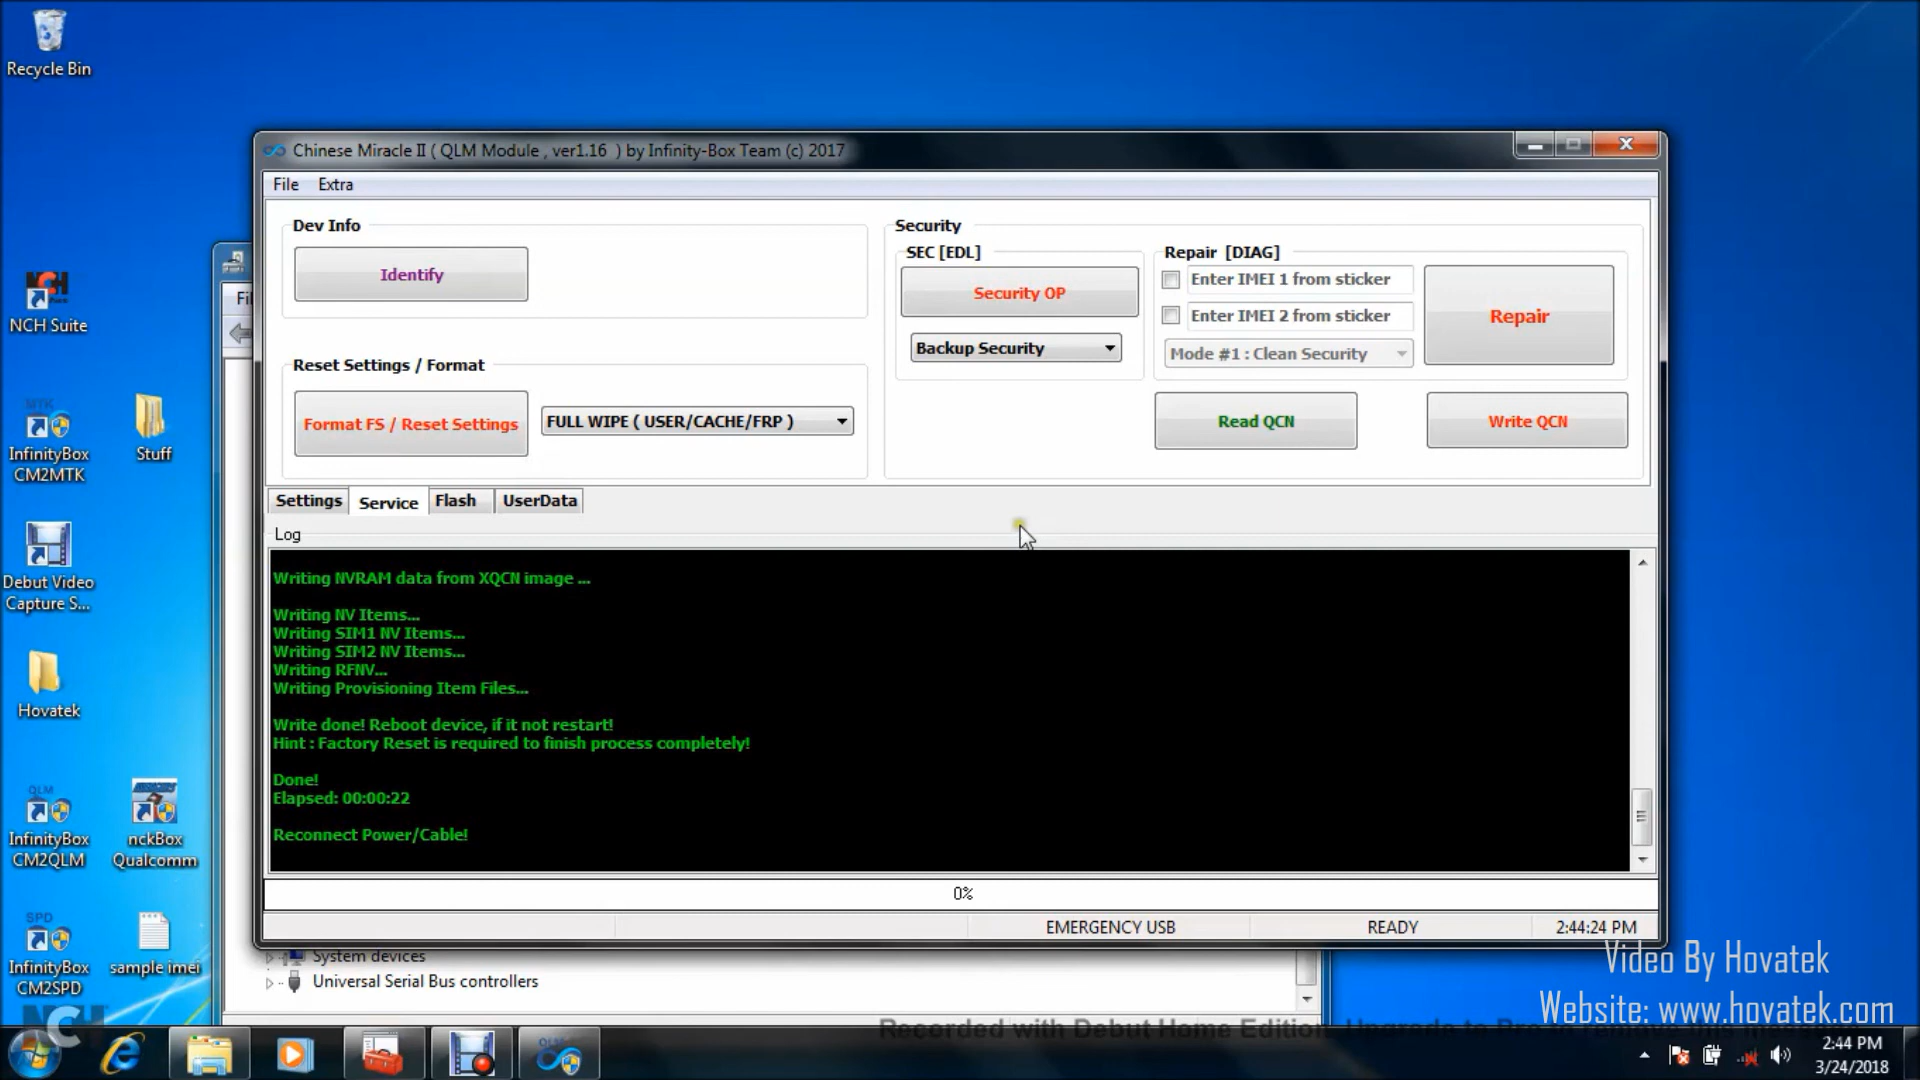 Recycle Bin
NCH Suite
MTK
InfinityBox
CM2MTK
Stuff
Debut Video
Capture S...
Hovatek
QLM
InfinityBox
CM2QLM
nckBox
Qualcomm
SPD
InfinityBox
CM2SPD
sample imei
Chinese Miracle II ( QLM Module , ver1.16 ) by Infinity-Box Team (c) 2017
File Extra
Dev Info
Identify
Reset Settings / Format
Format FS / Reset Settings
FULL WIPE ( USER/CACHE/FRP )
Security
SEC [EDL]
Security OP
Backup Security
Repair [DIAG]
Enter IMEI 1 from sticker
Enter IMEI 2 from sticker
Mode #1 : Clean Security
Repair
Read QCN
Write QCN
Settings Service Flash UserData
Log
Writing NVRAM data from XQCN image ...
Writing NV Items...
Writing SIM1 NV Items...
Writing SIM2 NV Items...
Writing RFNV...
Writing Provisioning Item Files...
Write done! Reboot device, if it not restart!
Hint : Factory Reset is required to finish process completely!
Done!
Elapsed: 00:00:22
Reconnect Power/Cable!
0%
EMERGENCY USB READY 2:44:24 PM
System devices
Universal Serial Bus controllers
Video By Hovatek
Website: www.hovatek.com
Recorded with Debut Home Edition. Upgrade to
2:44 PM
3/24/2018